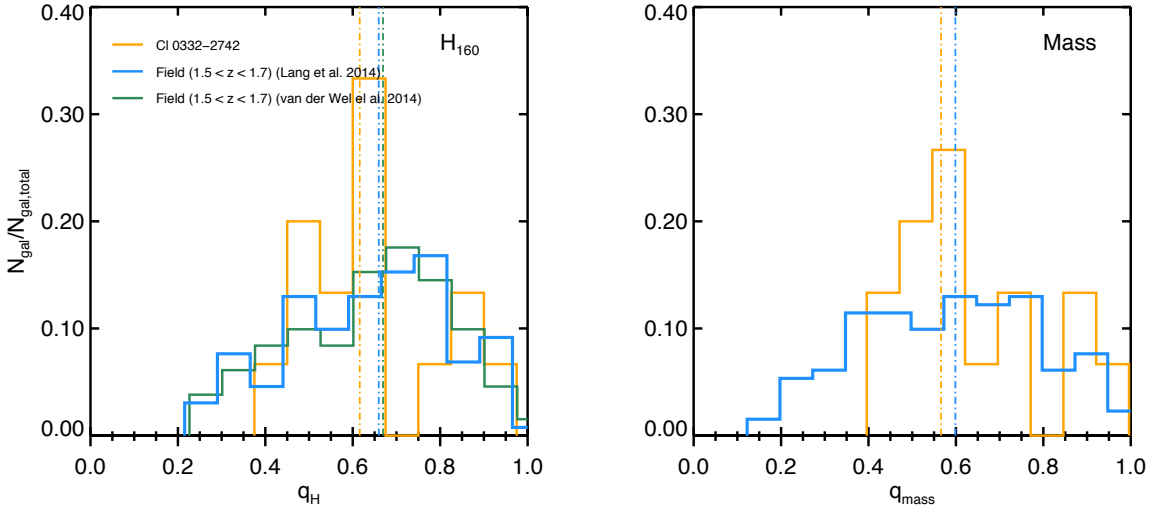 0.40
0.30
0.20
0.10
0.00
N_gal/N_gal,total
Cl 0332−2742
Field (1.5 < z < 1.7) (Lang et al. 2014)
Field (1.5 < z < 1.7) (van der Wel el al. 2014)
H_160
0.0 0.2 0.4 0.6 0.8 1.0
q_H
0.40
0.30
0.20
0.10
0.00
Mass
0.0 0.2 0.4 0.6 0.8 1.0
q_mass